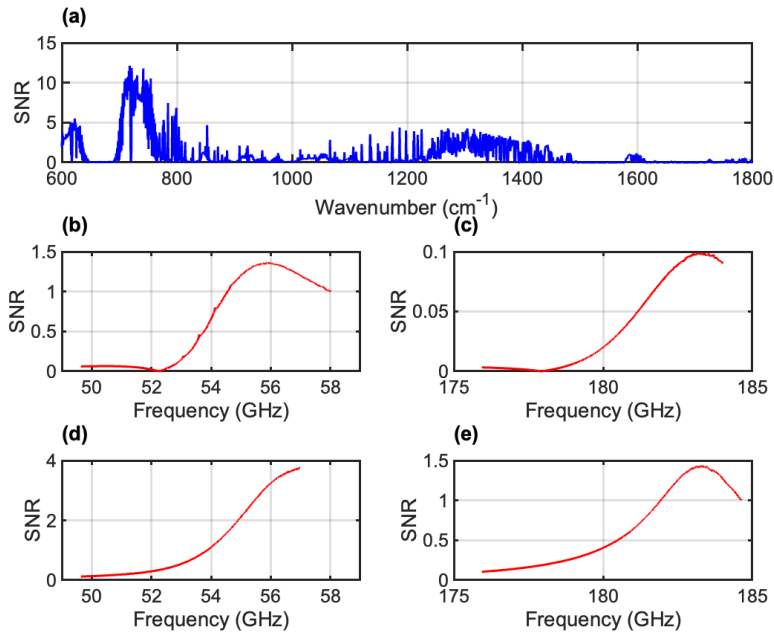 (a)
15
10
5
0
SNR
600 800 1000 1200 1400 1600 1800
Wavenumber (cm-1)
(b)
1.5
1
0.5
0
SNR
50 52 54 56 58
Frequency (GHz)
(c)
0.1
0.05
0
SNR
175 180 185
Frequency (GHz)
(d)
4
2
0
SNR
50 52 54 56 58
Frequency (GHz)
(e)
1.5
1
0.5
0
SNR
175 180 185
Frequency (GHz)